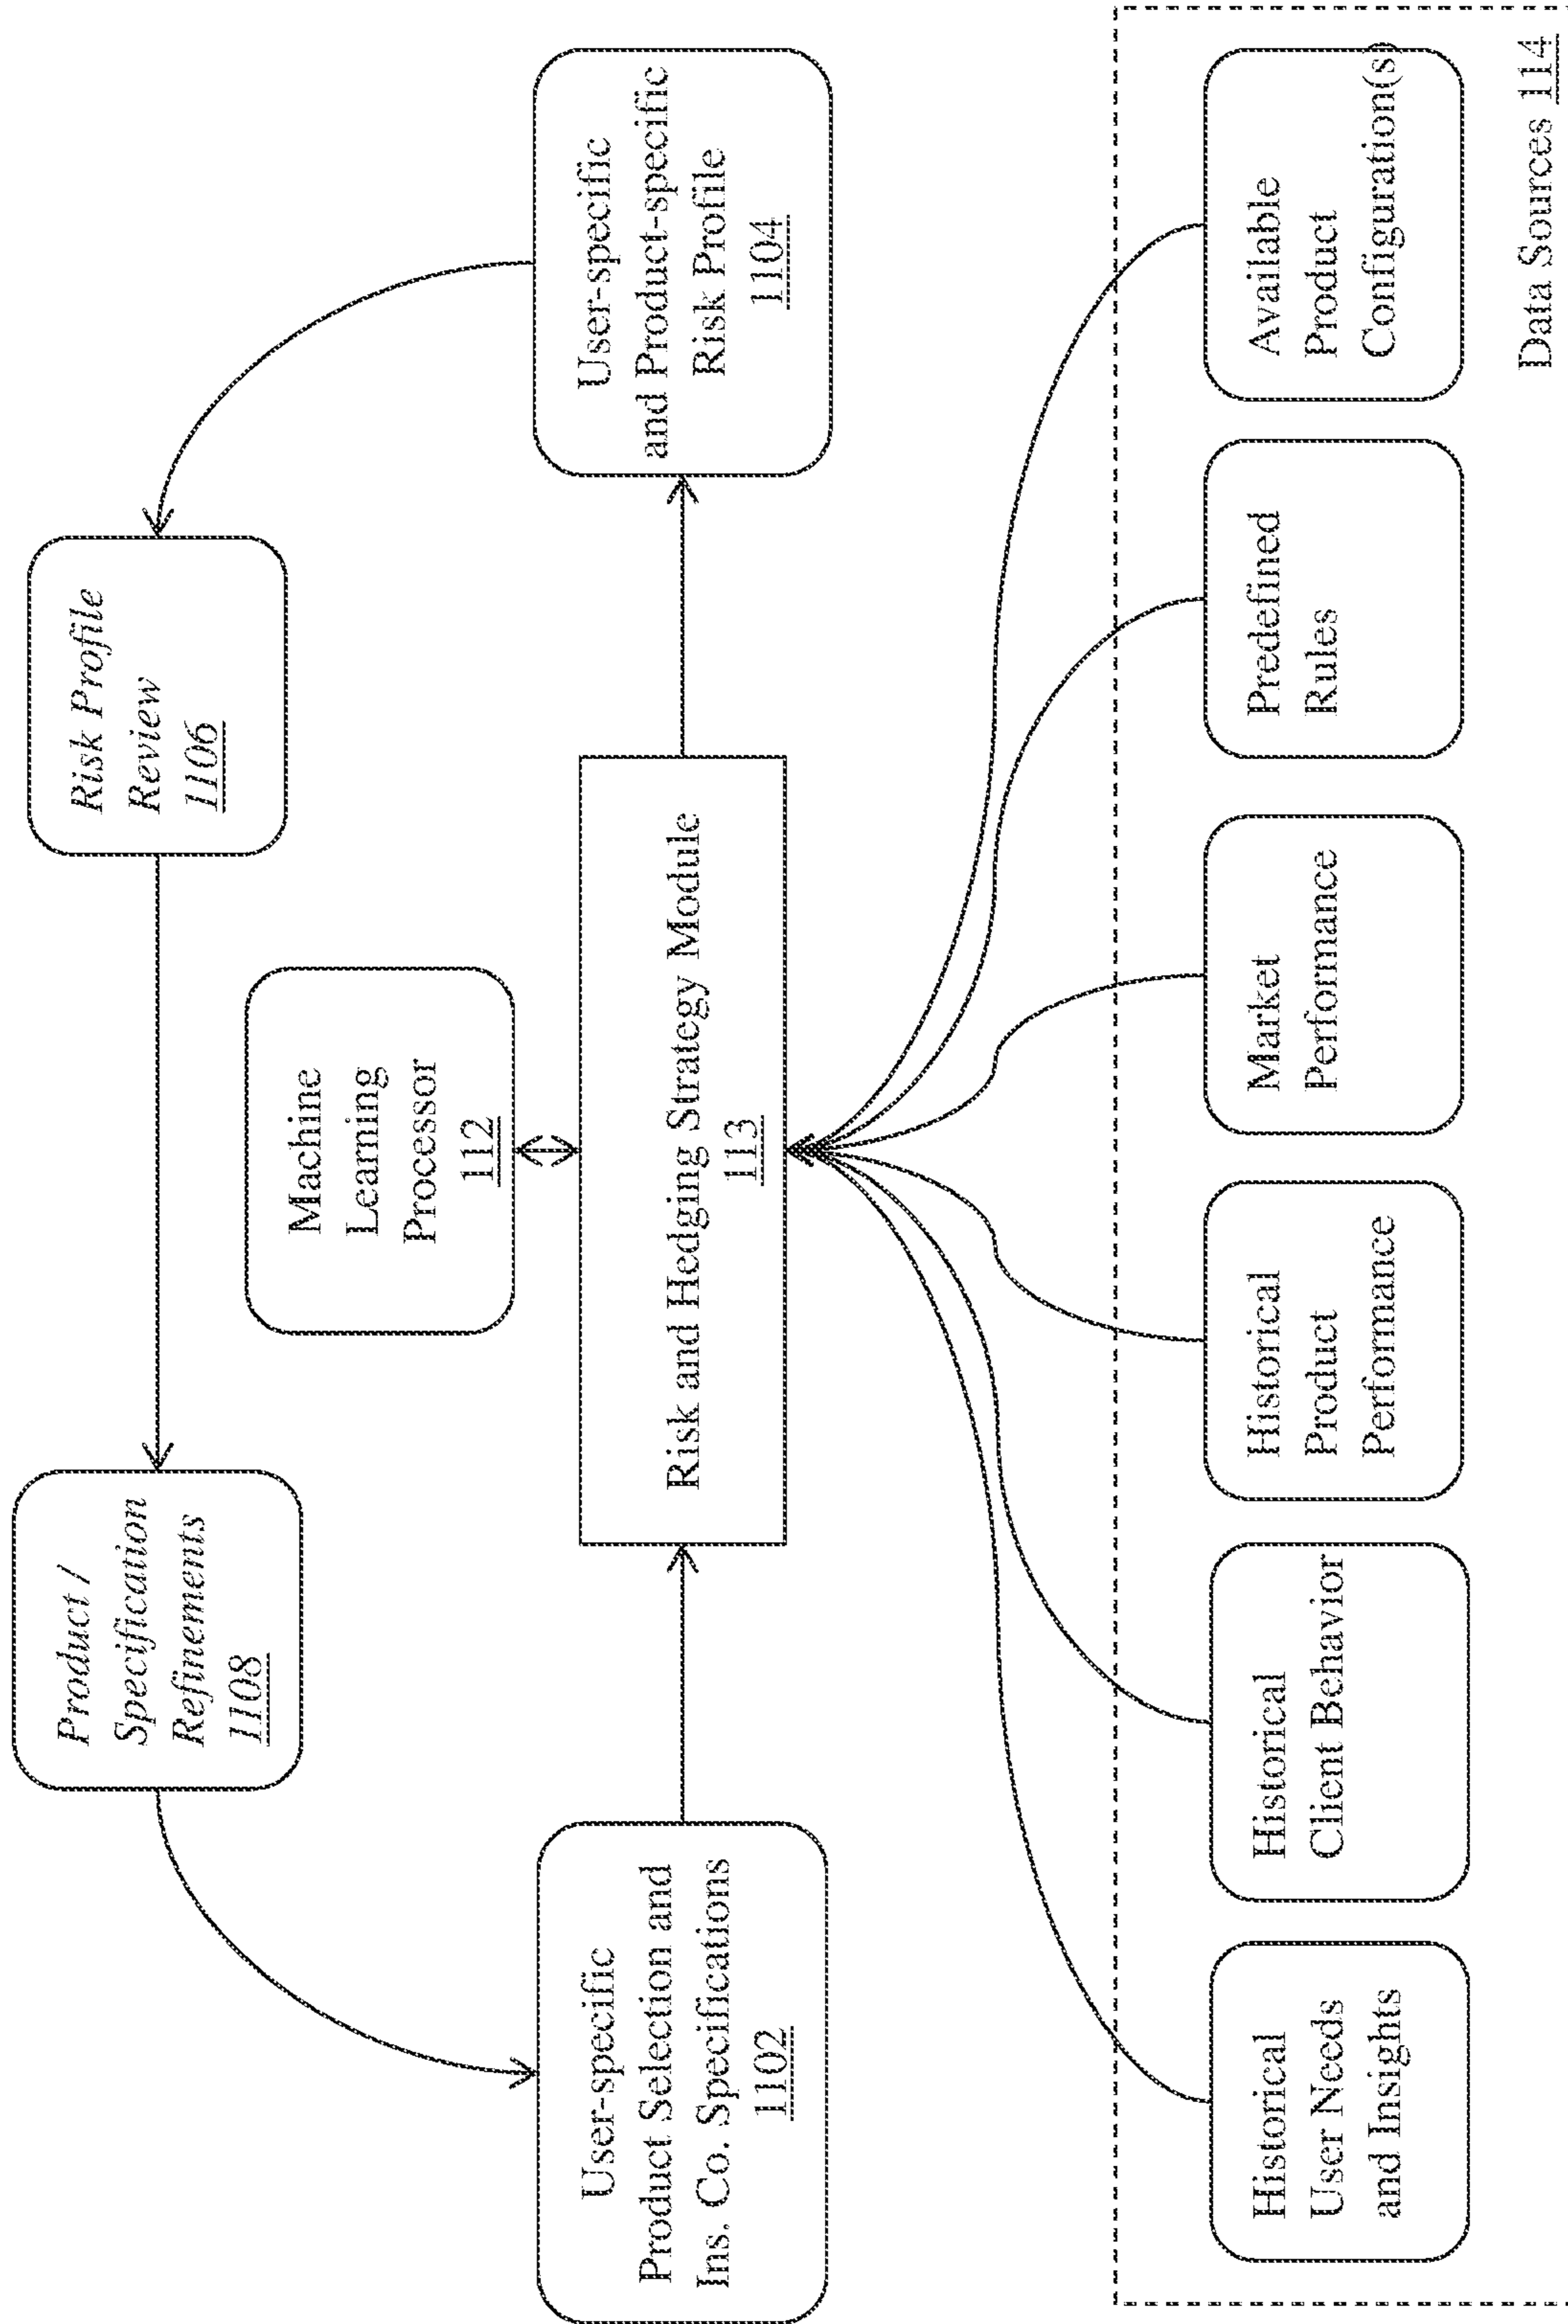 Product /
Specification
Refinements
1108
Risk Profile
Review
1106
Machine
Learning
Processor
112
User-specific
Product Selection and
Ins. Co. Specifications
1102
Risk and Hedging Strategy Module
113
User-specific
and Product-specific
Risk Profile
1104
Historical
User Needs
and Insights
Historical
Client Behavior
Historical
Product
Performance
Market
Performance
Predefined
Rules
Available
Product
Configuration(s)
Data Sources 114